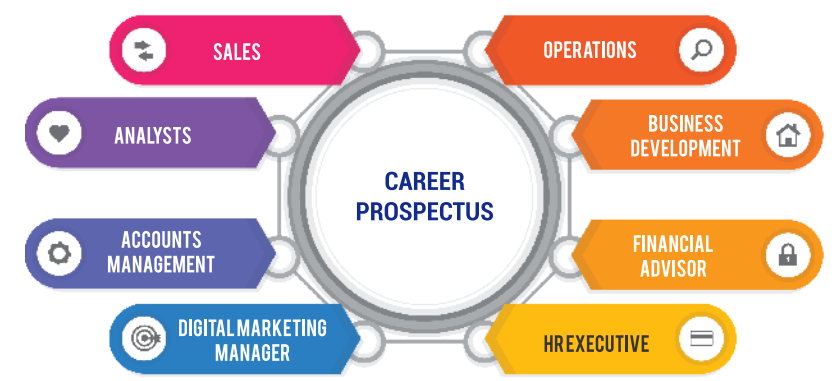 SALES
OPERATIONS
ANALYSTS
BUSINESS
DEVELOPMENT
CAREER
PROSPECTUS
ACCOUNTS
MANAGEMENT
FINANCIAL
ADVISOR
DIGITAL MARKETING
MANAGER
HR EXECUTIVE